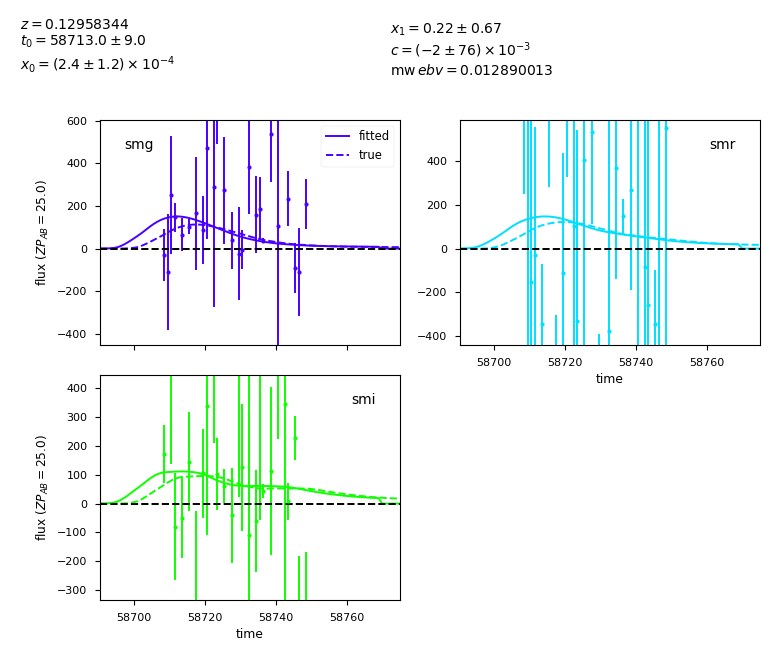 z = 0.12958344
t₀ = 58713.0 ± 9.0
x₀ = (2.4 ± 1.2) × 10⁻⁴
x₁ = 0.22 ± 0.67
c = (−2 ± 76) × 10⁻³
mw ebv = 0.012890013
smg
fitted
true
600
400
200
0
−200
−400
flux (ZP_AB = 25.0)
smr
400
200
0
−200
−400
58700 58720 58740 58760
time
smi
400
300
200
100
0
−100
−200
−300
flux (ZP_AB = 25.0)
58700 58720 58740 58760
time